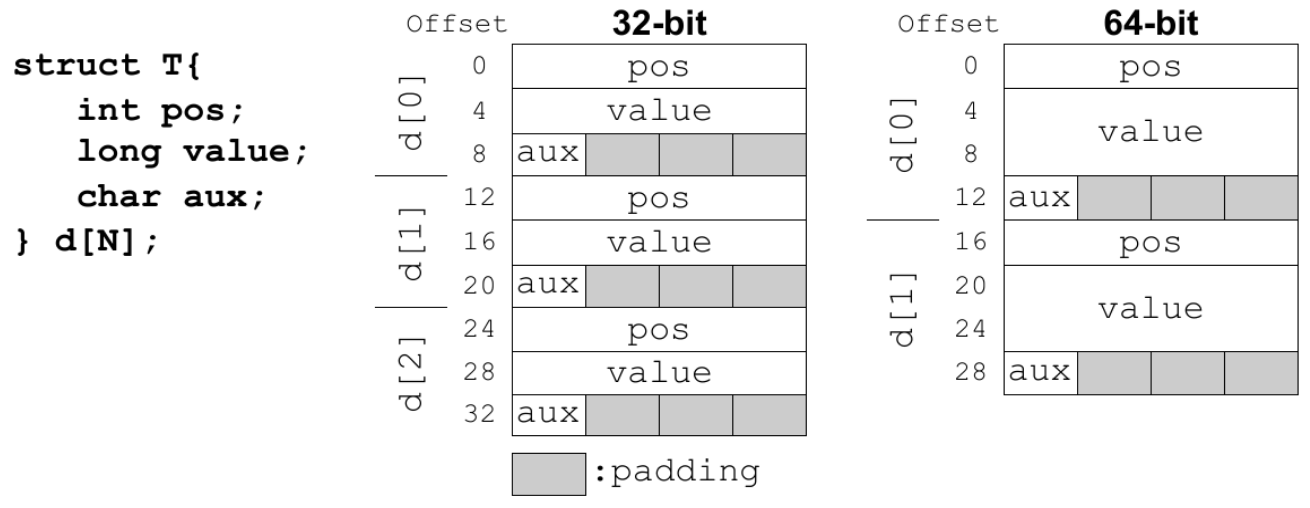 struct T{
int pos;
long value;
char aux;
} d[N];
Offset 32-bit
d[0]
0 pos
4 value
8 aux
d[1]
12 pos
16 value
20 aux
d[2]
24 pos
28 value
32 aux
:padding
Offset 64-bit
d[0]
0 pos
4 value
8
12 aux
d[1]
16 pos
20 value
24
28 aux